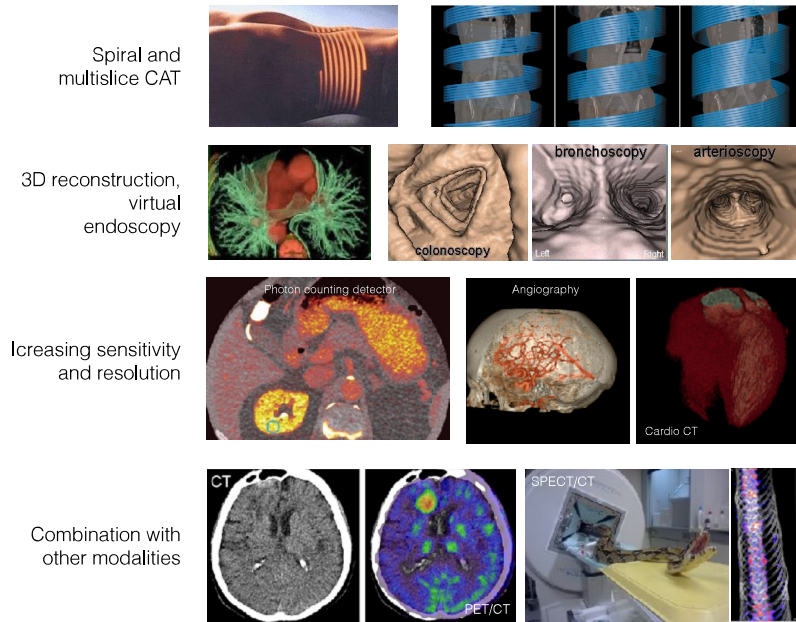 Spiral and
multislice CAT
3D reconstruction,
virtual
endoscopy
colonoscopy
bronchoscopy
Left
Right
arterioscopy
Icreasing sensitivity
and resolution
Photon counting detector
Angiography
Cardio CT
Combination with
other modalities
CT
PET/CT
SPECT/CT